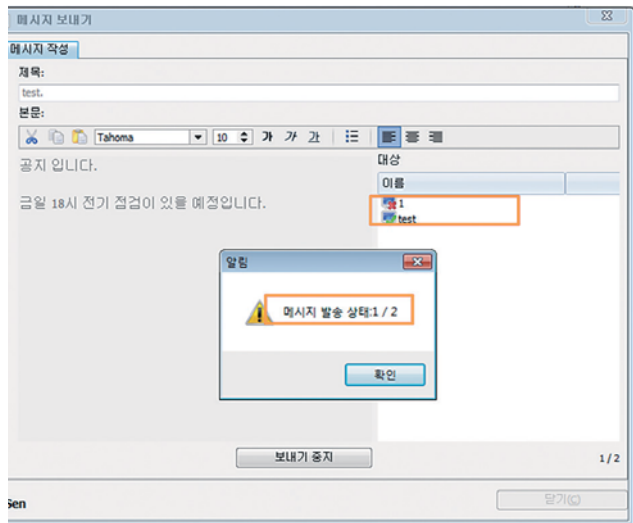 메시지 보내기
메시지 작성
제목:
test.
본문:
Tahoma 10 가 가 가
대상
공지 입니다.
이름
금일 18시 전기 점검이 있을 예정입니다.
1
test
알림
메시지 발송 상태:1 / 2
확인
보내기 중지
1/2
Sen
닫기(C)